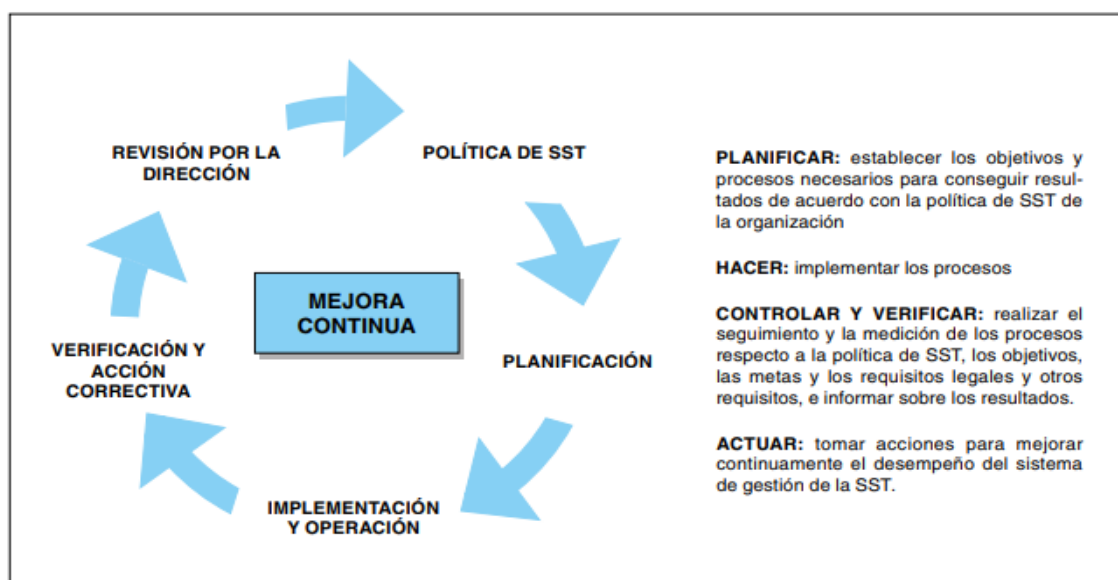 REVISIÓN POR LA
DIRECCIÓN
POLÍTICA DE SST
MEJORA
CONTINUA
VERIFICACIÓN Y
ACCIÓN
CORRECTIVA
PLANIFICACIÓN
IMPLEMENTACIÓN
Y OPERACIÓN
PLANIFICAR: establecer los objetivos y
procesos necesarios para conseguir resul-
tados de acuerdo con la política de SST de
la organización
HACER: implementar los procesos
CONTROLAR Y VERIFICAR: realizar el
seguimiento y la medición de los procesos
respecto a la política de SST, los objetivos,
las metas y los requisitos legales y otros
requisitos, e informar sobre los resultados.
ACTUAR: tomar acciones para mejorar
continuamente el desempeño del sistema
de gestión de la SST.